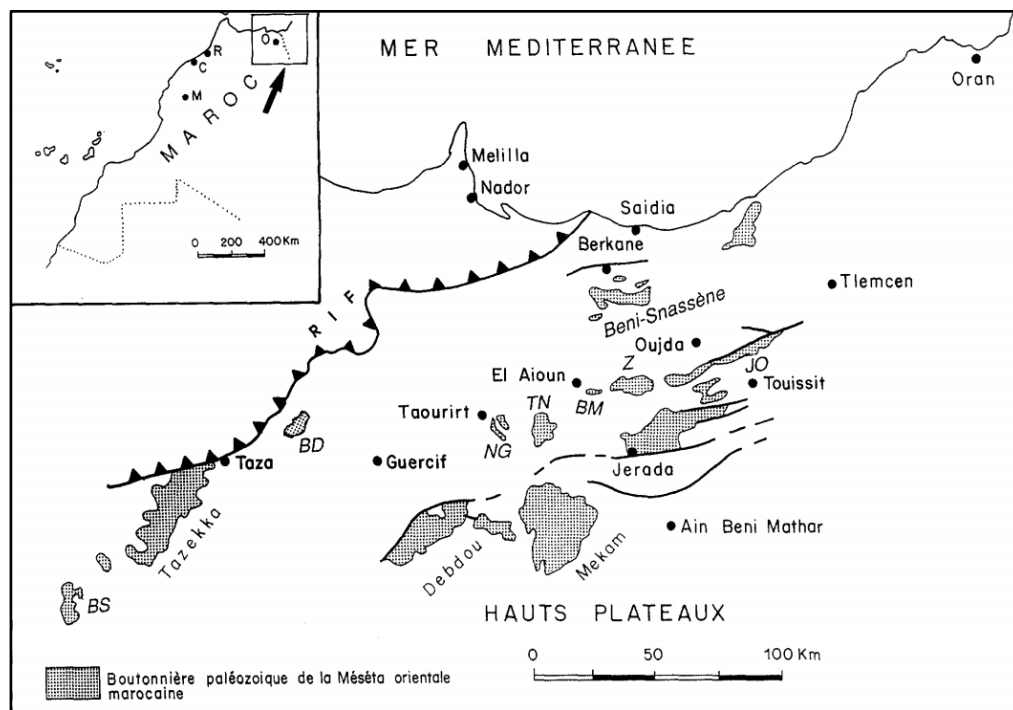 MER MEDITERRANEE
O
R
C
M
MAROC
0 200 400 Km
Oran
Melilla
Nador
Saidia
Berkane
Tlemcen
RIF
Beni-Snassène
Oujda
Z
JO
El Aioun
BM
Touissit
TN
Taourirt
NG
BD
Taza
Guercif
Jerada
Tazekka
Debdou
Mekam
Ain Beni Mathar
BS
HAUTS PLATEAUX
0 50 100 Km
Boutonnière paléozoique de la Méséta orientale
marocaine